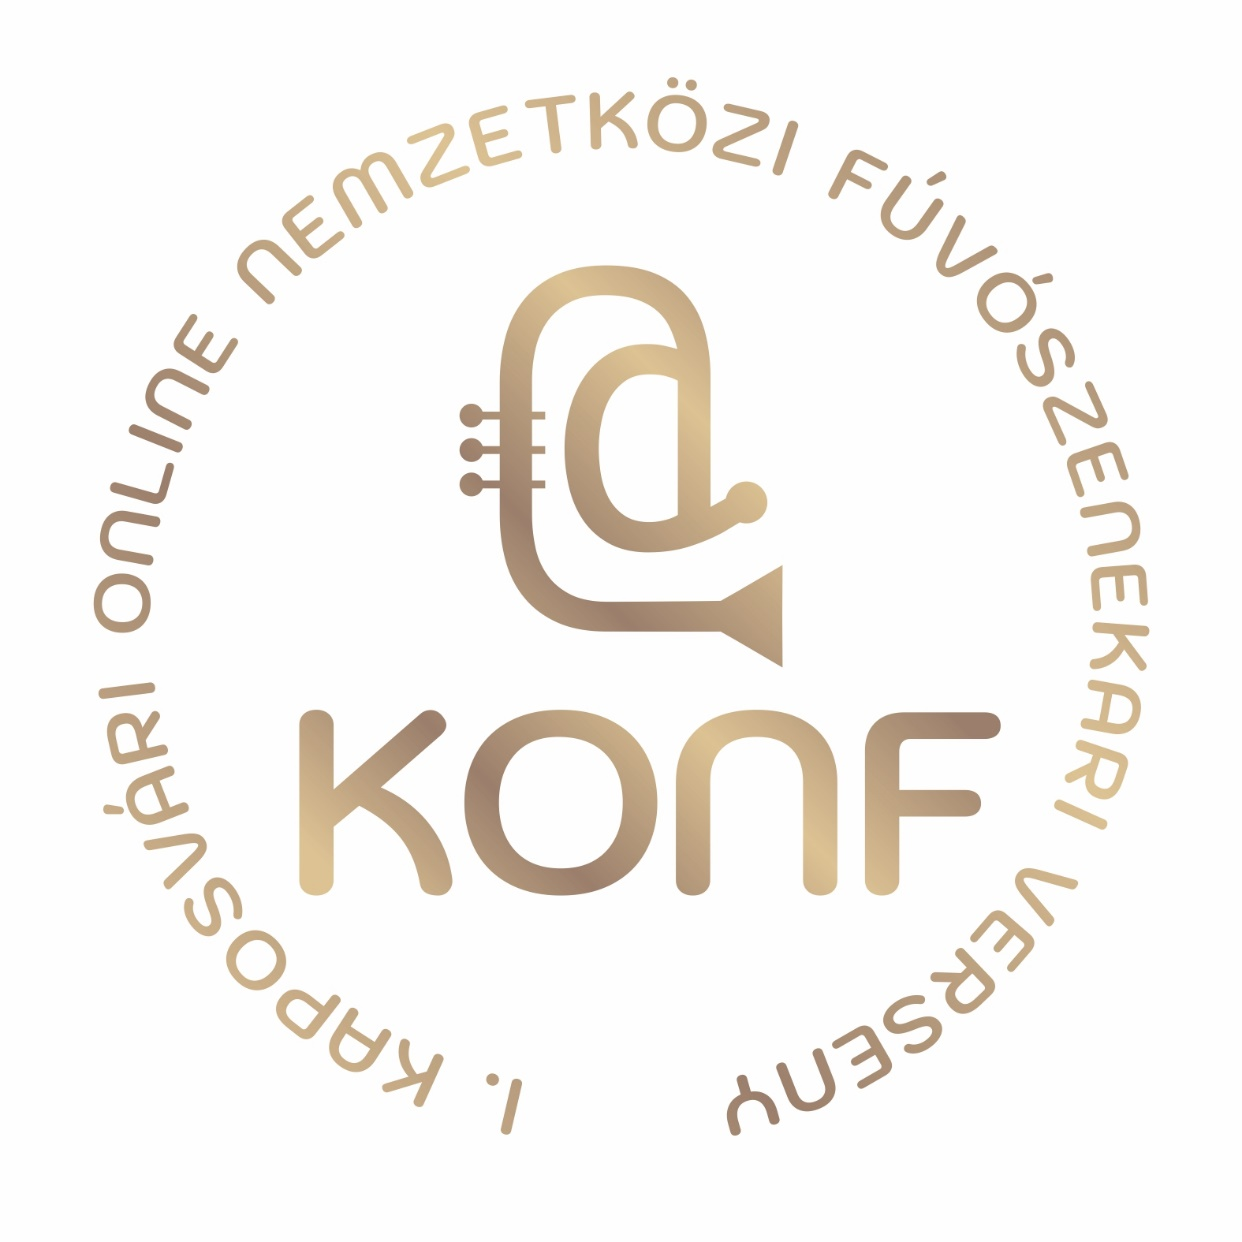 I. KAPOSVÁRI ONLINE NEMZETKÖZI FÚVÓSZENEKARI VERSENY
KONF